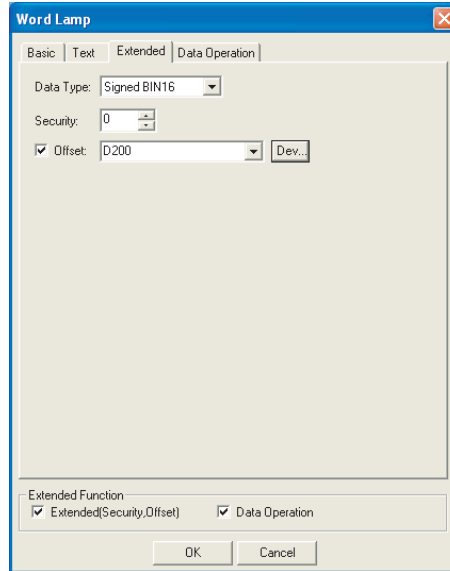 Word Lamp
Basic Text Extended Data Operation
Data Type: Signed BIN16
Security: 0
Offset: D200 Dev...
Extended Function
Extended(Security,Offset) Data Operation
OK Cancel